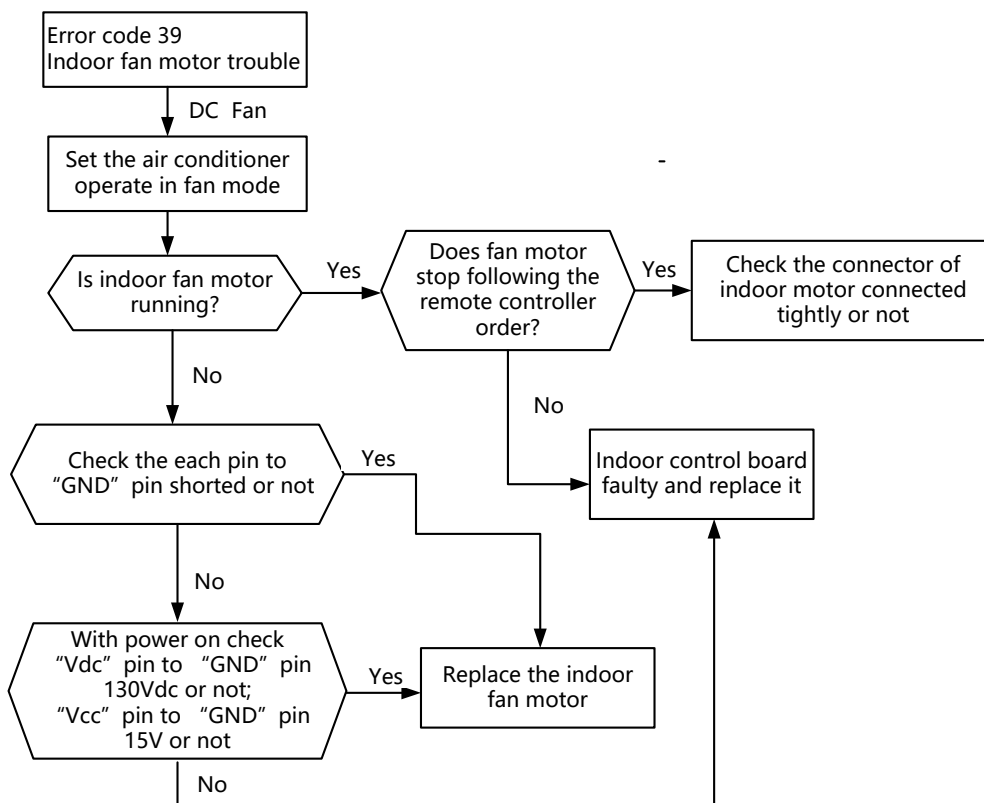 Error code 39
Indoor fan motor trouble
DC Fan
Set the air conditioner
operate in fan mode
-
Is indoor fan motor
running?
Yes
Does fan motor
stop following the
remote controller
order?
Yes
Check the connector of
indoor motor connected
tightly or not
No
No
Check the each pin to
“GND” pin shorted or not
Yes
Indoor control board
faulty and replace it
No
With power on check
“Vdc” pin to “GND” pin
130Vdc or not;
“Vcc” pin to “GND” pin
15V or not
Yes
Replace the indoor
fan motor
No